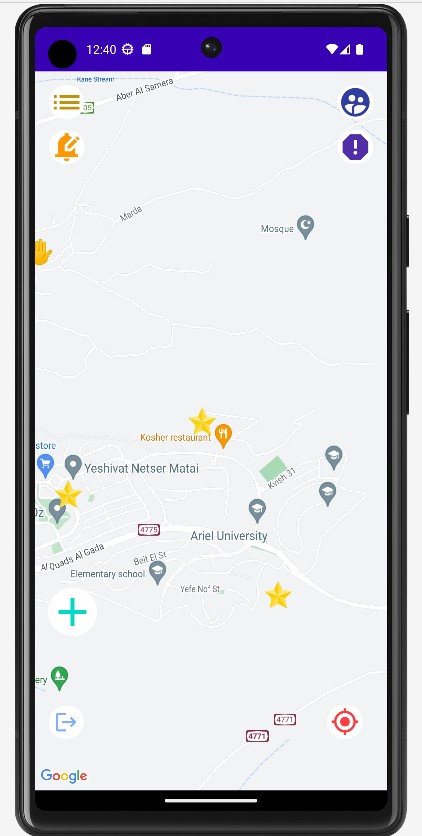 12:40
Kane Stream
Aber Al Samera
35
Marda
Mosque
Kosher restaurant
store
Yeshivat Netser Matai
Kvish 31
Oz
4775
Ariel University
Al Quads Al Gada
Beit El St
Elementary school
Yefe Nof St
ery
4771
4771
Google